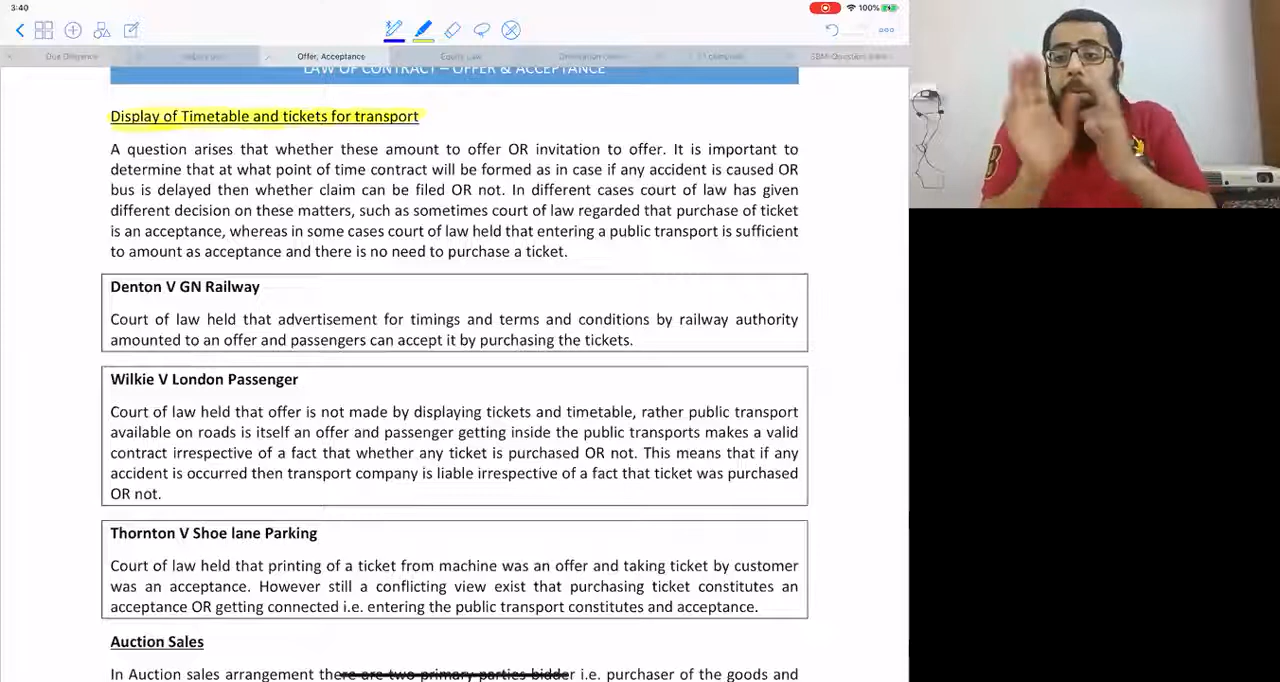 3:40
100%
Due Diligence
Offer, Acceptance
Equity Law
LAW OF CONTRACT – OFFER & ACCEPTANCE
Display of Timetable and tickets for transport
A question arises that whether these amount to offer OR invitation to offer. It is important to
determine that at what point of time contract will be formed as in case if any accident is caused OR
bus is delayed then whether claim can be filed OR not. In different cases court of law has given
different decision on these matters, such as sometimes court of law regarded that purchase of ticket
is an acceptance, whereas in some cases court of law held that entering a public transport is sufficient
to amount as acceptance and there is no need to purchase a ticket.
Denton V GN Railway
Court of law held that advertisement for timings and terms and conditions by railway authority
amounted to an offer and passengers can accept it by purchasing the tickets.
Wilkie V London Passenger
Court of law held that offer is not made by displaying tickets and timetable, rather public transport
available on roads is itself an offer and passenger getting inside the public transports makes a valid
contract irrespective of a fact that whether any ticket is purchased OR not. This means that if any
accident is occurred then transport company is liable irrespective of a fact that ticket was purchased
OR not.
Thornton V Shoe lane Parking
Court of law held that printing of a ticket from machine was an offer and taking ticket by customer
was an acceptance. However still a conflicting view exist that purchasing ticket constitutes an
acceptance OR getting connected i.e. entering the public transport constitutes and acceptance.
Auction Sales
In Auction sales arrangement there are two primary parties bidder i.e. purchaser of the goods and